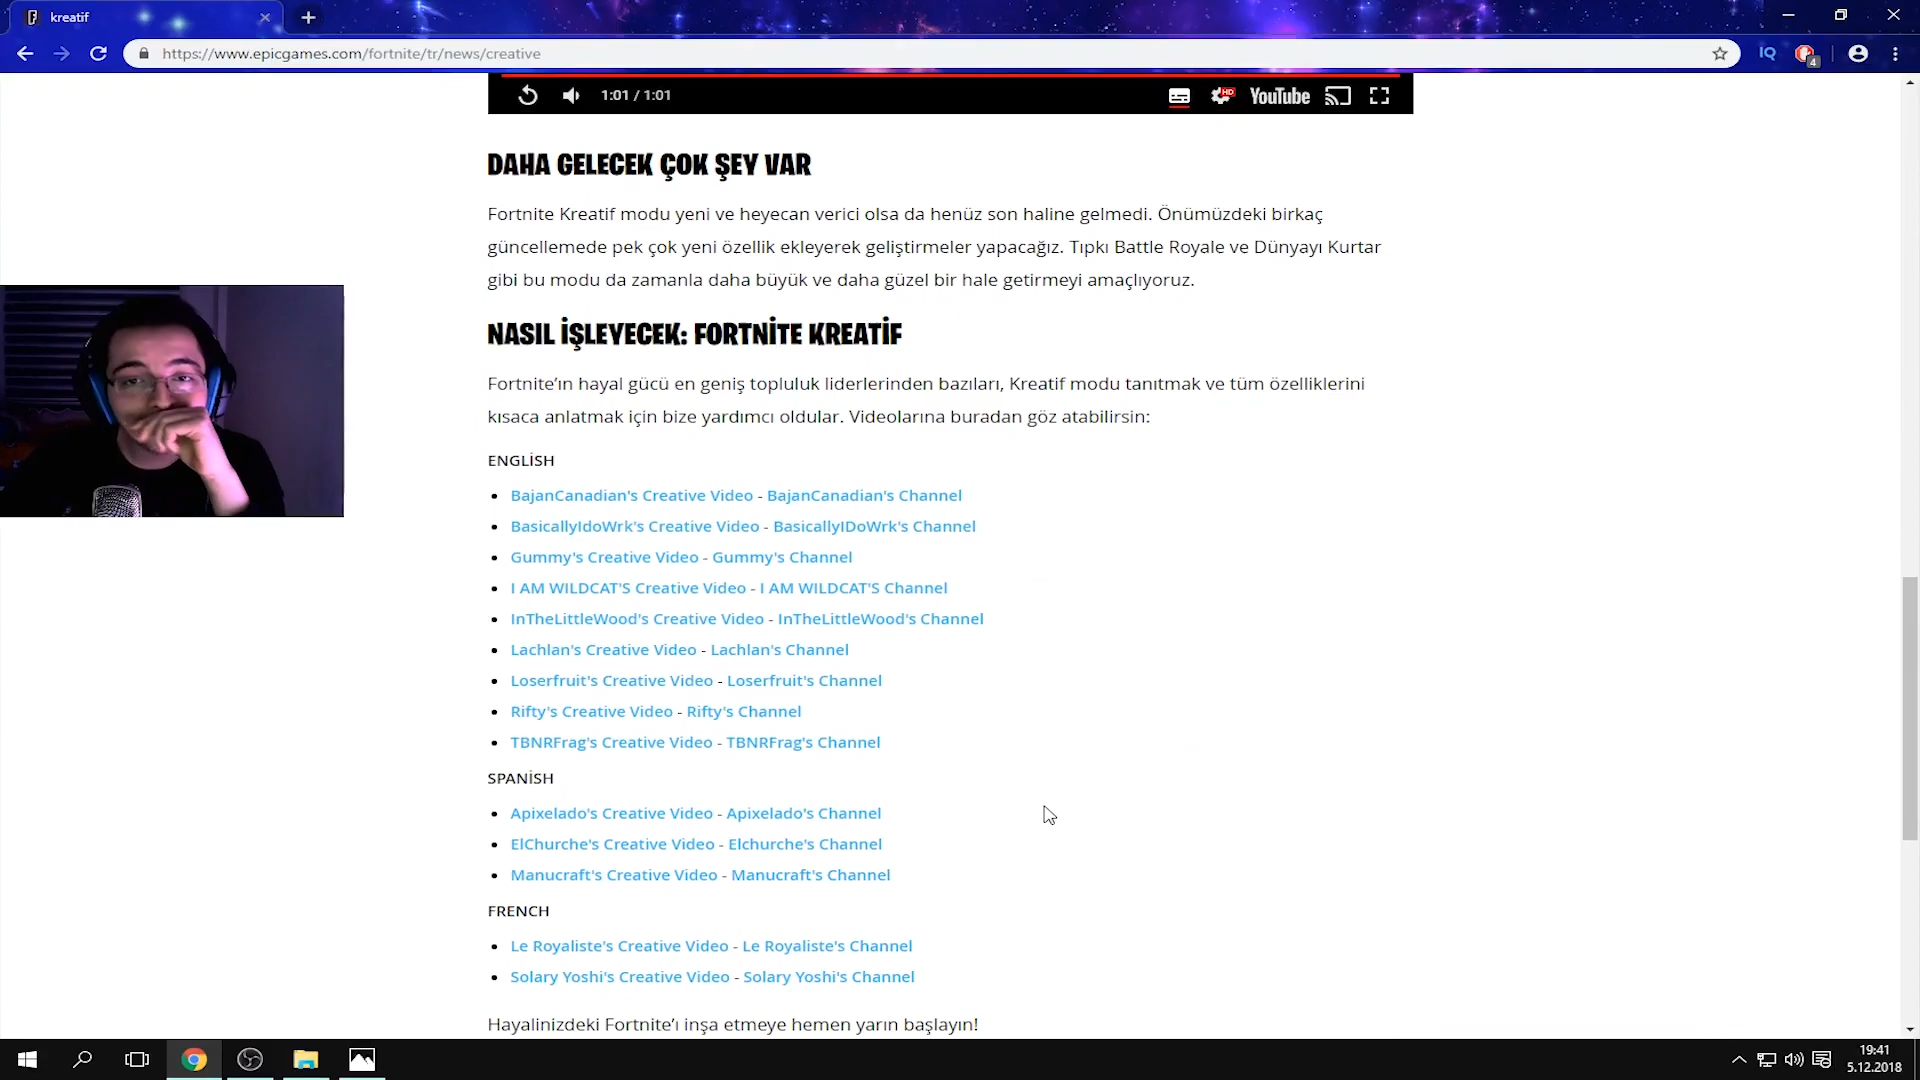 kreatif
https://www.epicgames.com/fortnite/tr/news/creative
IQ
4
1:01 / 1:01
HD
YouTube
DAHA GELECEK ÇOK ŞEY VAR
Fortnite Kreatif modu yeni ve heyecan verici olsa da henüz son haline gelmedi. Önümüzdeki birkaç
güncellemede pek çok yeni özellik ekleyerek geliştirmeler yapacağız. Tıpkı Battle Royale ve Dünyayı Kurtar
gibi bu modu da zamanla daha büyük ve daha güzel bir hale getirmeyi amaçlıyoruz.
NASIL İŞLEYECEK: FORTNİTE KREATİF
Fortnite’ın hayal gücü en geniş topluluk liderlerinden bazıları, Kreatif modu tanıtmak ve tüm özelliklerini
kısaca anlatmak için bize yardımcı oldular. Videolarına buradan göz atabilirsin:
ENGLİSH
BajanCanadian's Creative Video - BajanCanadian's Channel
BasicallyIdoWrk's Creative Video - BasicallyIDoWrk's Channel
Gummy's Creative Video - Gummy's Channel
I AM WILDCAT'S Creative Video - I AM WILDCAT'S Channel
InTheLittleWood's Creative Video - InTheLittleWood's Channel
Lachlan's Creative Video - Lachlan's Channel
Loserfruit's Creative Video - Loserfruit's Channel
Rifty's Creative Video - Rifty's Channel
TBNRFrag's Creative Video - TBNRFrag's Channel
SPANİSH
Apixelado's Creative Video - Apixelado's Channel
ElChurche's Creative Video - Elchurche's Channel
Manucraft's Creative Video - Manucraft's Channel
FRENCH
Le Royaliste's Creative Video - Le Royaliste's Channel
Solary Yoshi's Creative Video - Solary Yoshi's Channel
Hayalinizdeki Fortnite’ı inşa etmeye hemen yarın başlayın!
19:41
5.12.2018